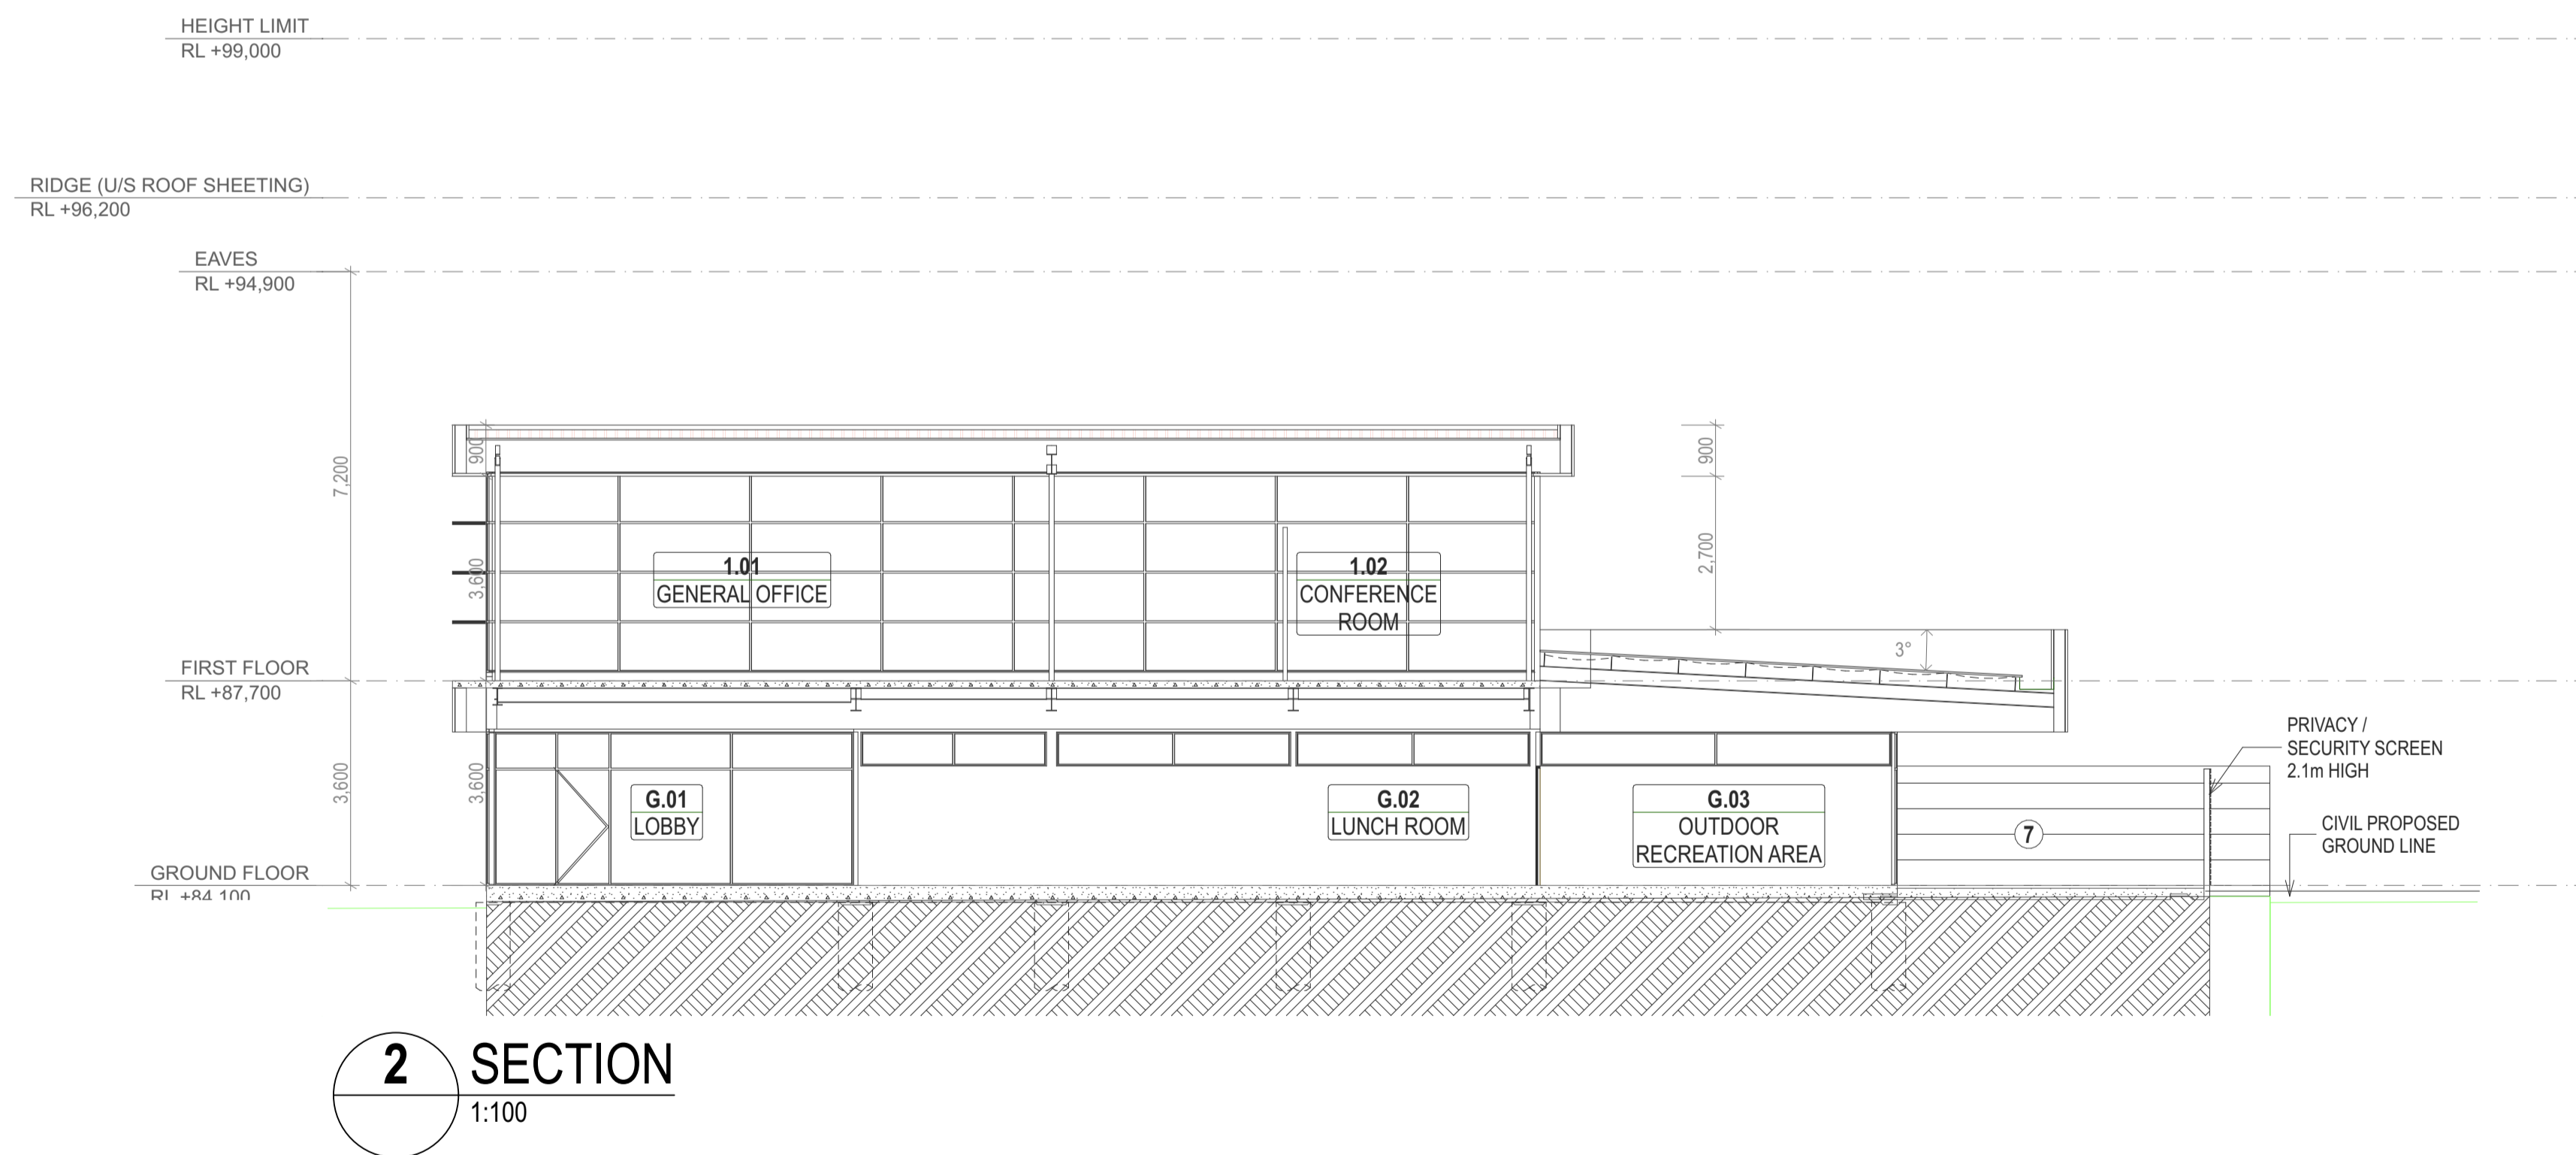 HEIGHT LIMIT
RL +99,000
RIDGE (U/S ROOF SHEETING)
RL +96,200
EAVES
RL +94,900
7,200
900
900
2,700
3,600
1.01
GENERAL OFFICE
1.02
CONFERENCE
ROOM
3°
FIRST FLOOR
RL +87,700
PRIVACY /
SECURITY SCREEN
2.1m HIGH
3,600
3,600
G.01
LOBBY
G.02
LUNCH ROOM
G.03
OUTDOOR
RECREATION AREA
7
CIVIL PROPOSED
GROUND LINE
GROUND FLOOR
RL +84,100
2
SECTION
1:100